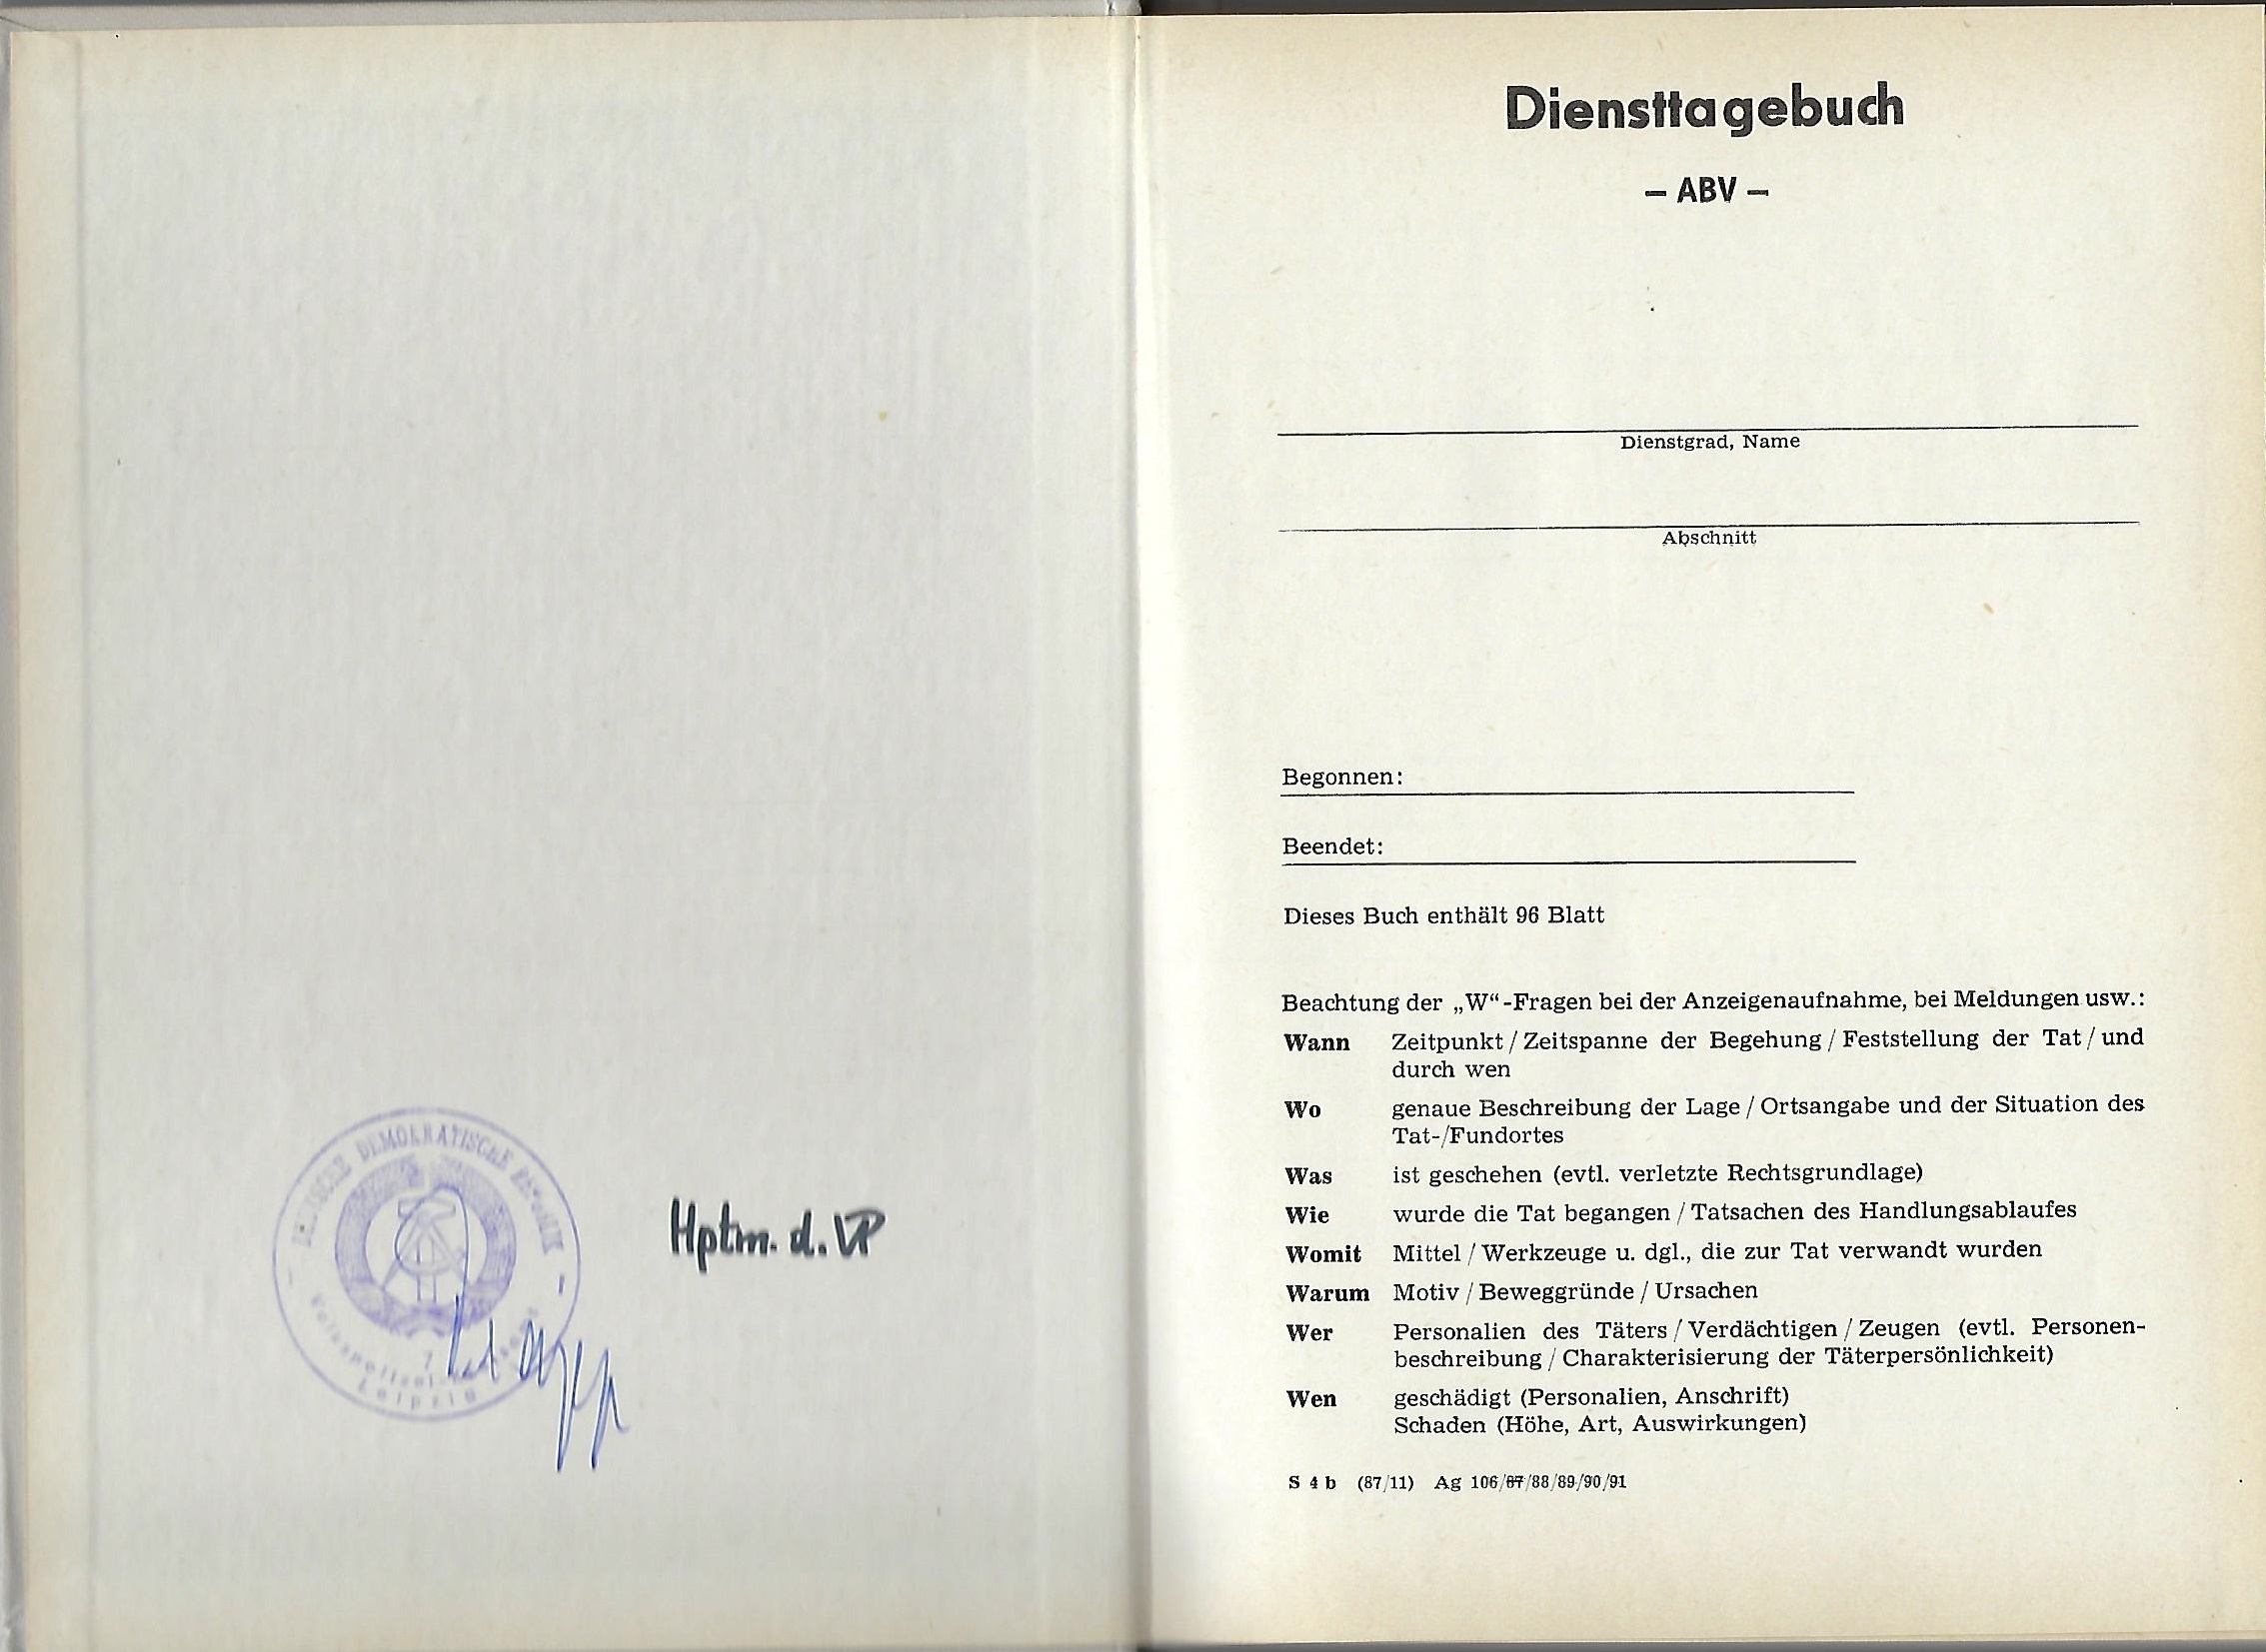 DEUTSCHE DEMOKRATISCHE REPUBLIK
Volkspolizei
Leipzig
Hptm. d. VP
Diensttagebuch
– ABV –
Dienstgrad, Name
Abschnitt
Begonnen:
Beendet:
Dieses Buch enthält 96 Blatt
Beachtung der „W“-Fragen bei der Anzeigenaufnahme, bei Meldungen usw.:
Wann Zeitpunkt / Zeitspanne der Begehung / Feststellung der Tat / und
durch wen
Wo genaue Beschreibung der Lage / Ortsangabe und der Situation des
Tat-/Fundortes
Was ist geschehen (evtl. verletzte Rechtsgrundlage)
Wie wurde die Tat begangen / Tatsachen des Handlungsablaufes
Womit Mittel / Werkzeuge u. dgl., die zur Tat verwandt wurden
Warum Motiv / Beweggründe / Ursachen
Wer Personalien des Täters / Verdächtigen / Zeugen (evtl. Personen-
beschreibung / Charakterisierung der Täterpersönlichkeit)
Wen geschädigt (Personalien, Anschrift)
Schaden (Höhe, Art, Auswirkungen)
S 4 b (87/11) Ag 106/87/88/89/90/91